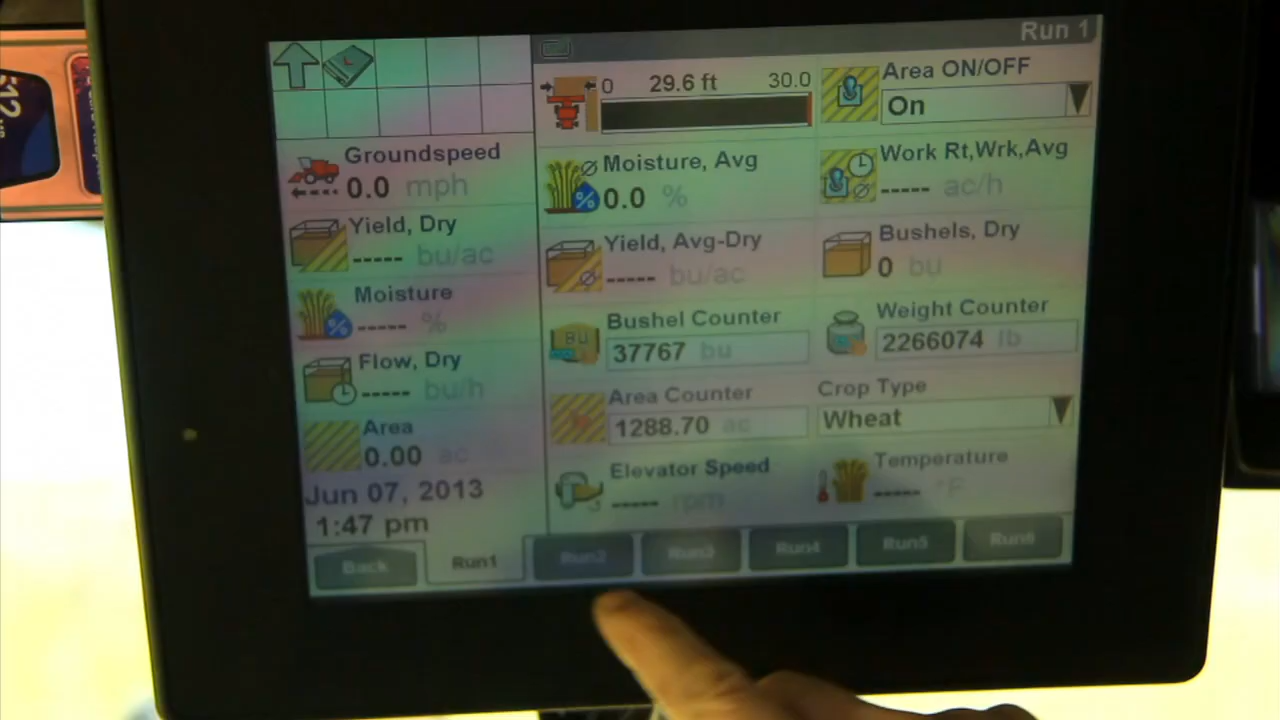 Run 1
0 29.6 ft 30.0
Area ON/OFF
On
Groundspeed
0.0 mph
Moisture, Avg
0.0 %
Work Rt,Wrk,Avg
----- ac/h
Yield, Dry
----- bu/ac
Yield, Avg-Dry
----- bu/ac
Bushels, Dry
0 bu
Moisture
----- %
Bushel Counter
BU
37767 bu
Weight Counter
2266074 lb
Flow, Dry
----- bu/h
Area Counter
1288.70 ac
Crop Type
Wheat
Area
0.00 ac
Elevator Speed
----- rpm
Temperature
----- °F
Jun 07, 2013
1:47 pm
Back Run1 Run2 Run3 Run4 Run5 Run6